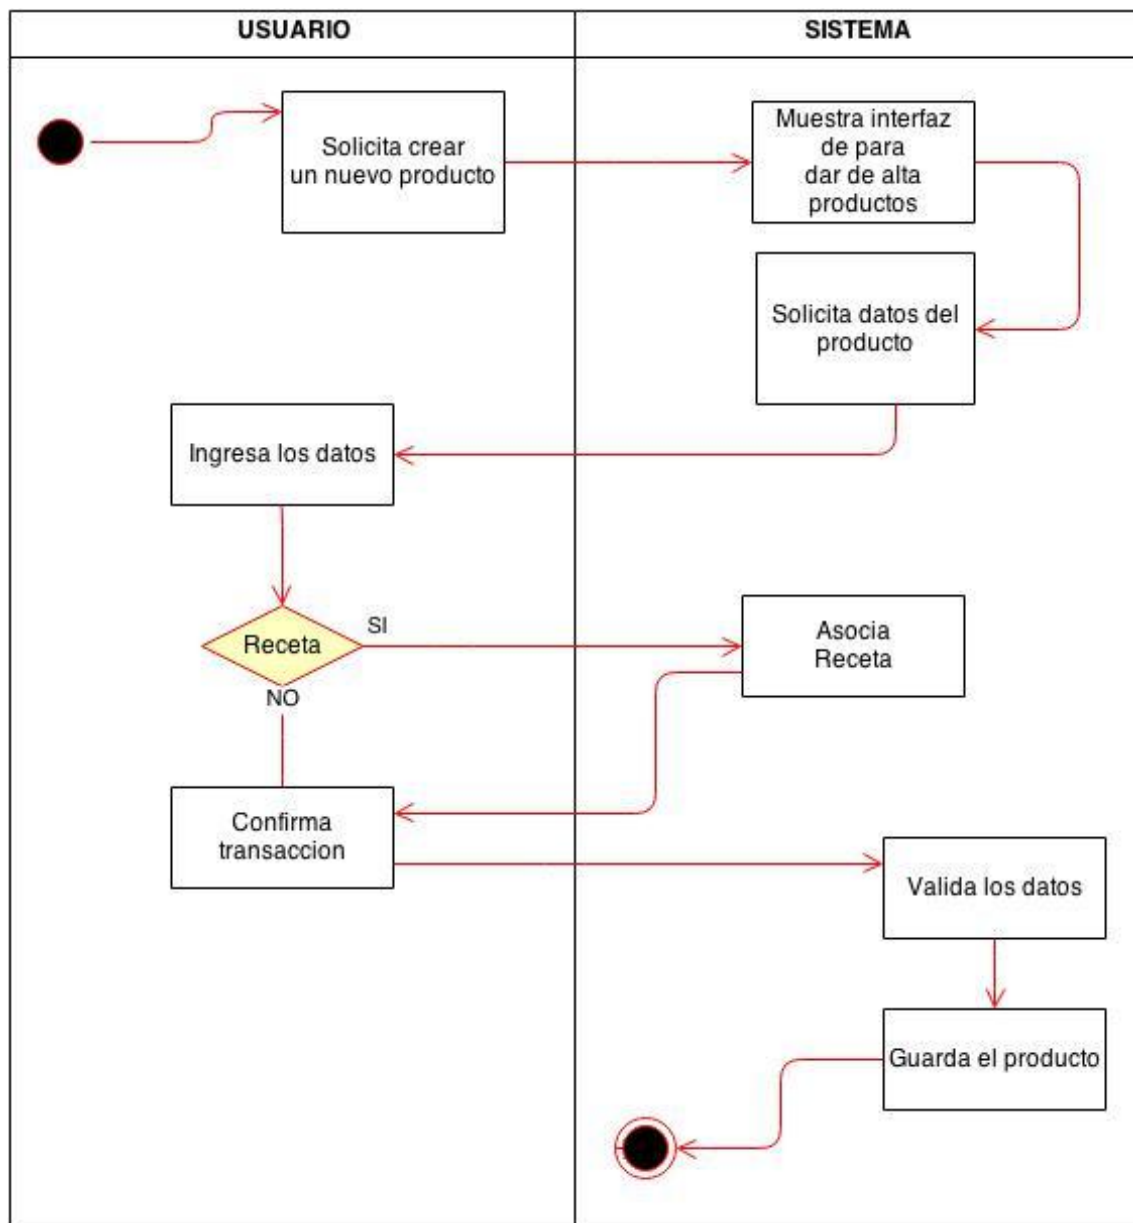 USUARIO
SISTEMA
Solicita crear
un nuevo producto
Muestra interfaz
de para
dar de alta
productos
Solicita datos del
producto
Ingresa los datos
Receta
SI
NO
Asocia
Receta
Confirma
transaccion
Valida los datos
Guarda el producto